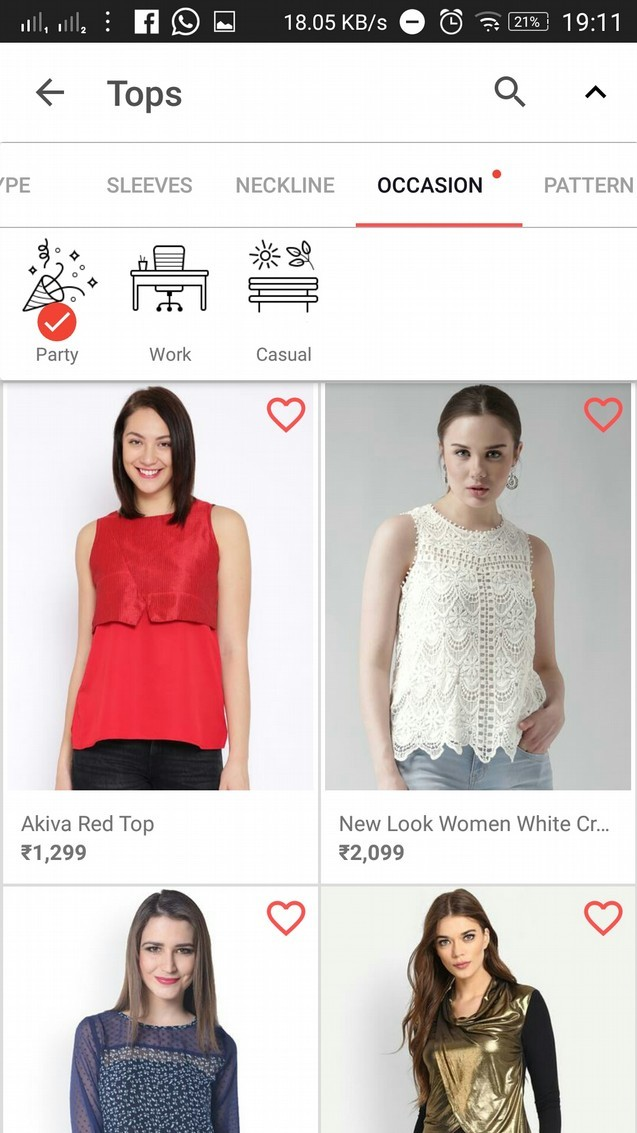 18.05 KB/s 21% 19:11
Tops
YPE SLEEVES NECKLINE OCCASION PATTERN
Party Work Casual
Akiva Red Top New Look Women White Cr...
₹1,299 ₹2,099